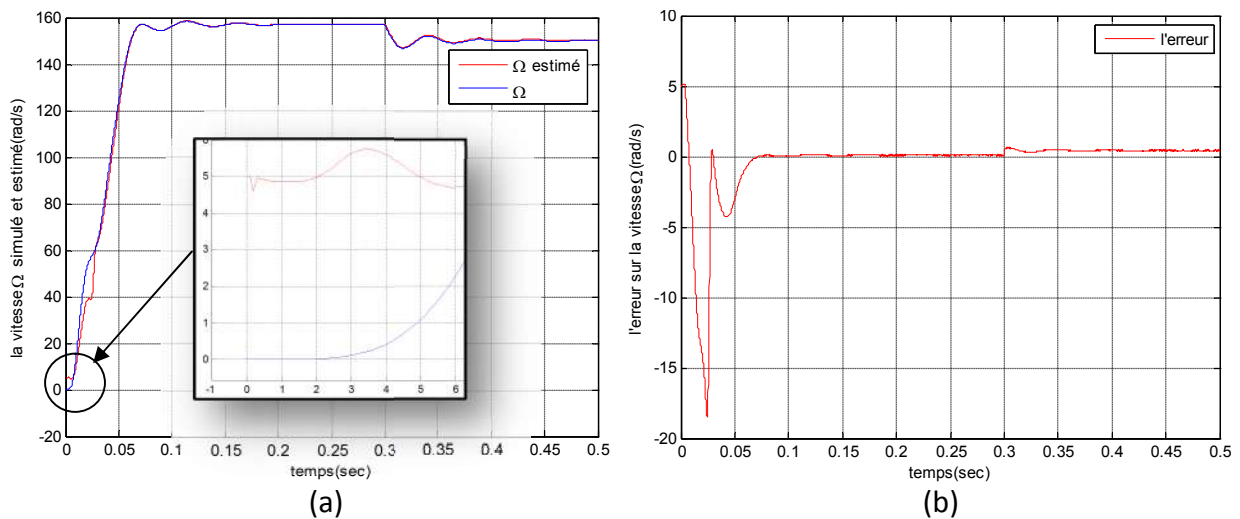 160
140
120
100
80
60
40
20
0
-20
la vitesseΩ simulé et estimé(rad/s)
Ω estimé
Ω
5
4
3
2
1
0
-1 0 1 2 3 4 5 6
0 0.05 0.1 0.15 0.2 0.25 0.3 0.35 0.4 0.45 0.5
temps(sec)
(a)
10
5
0
-5
-10
-15
-20
l'erreur sur la vitesseΩ(rad/s)
l'erreur
0 0.05 0.1 0.15 0.2 0.25 0.3 0.35 0.4 0.45 0.5
temps(sec)
(b)